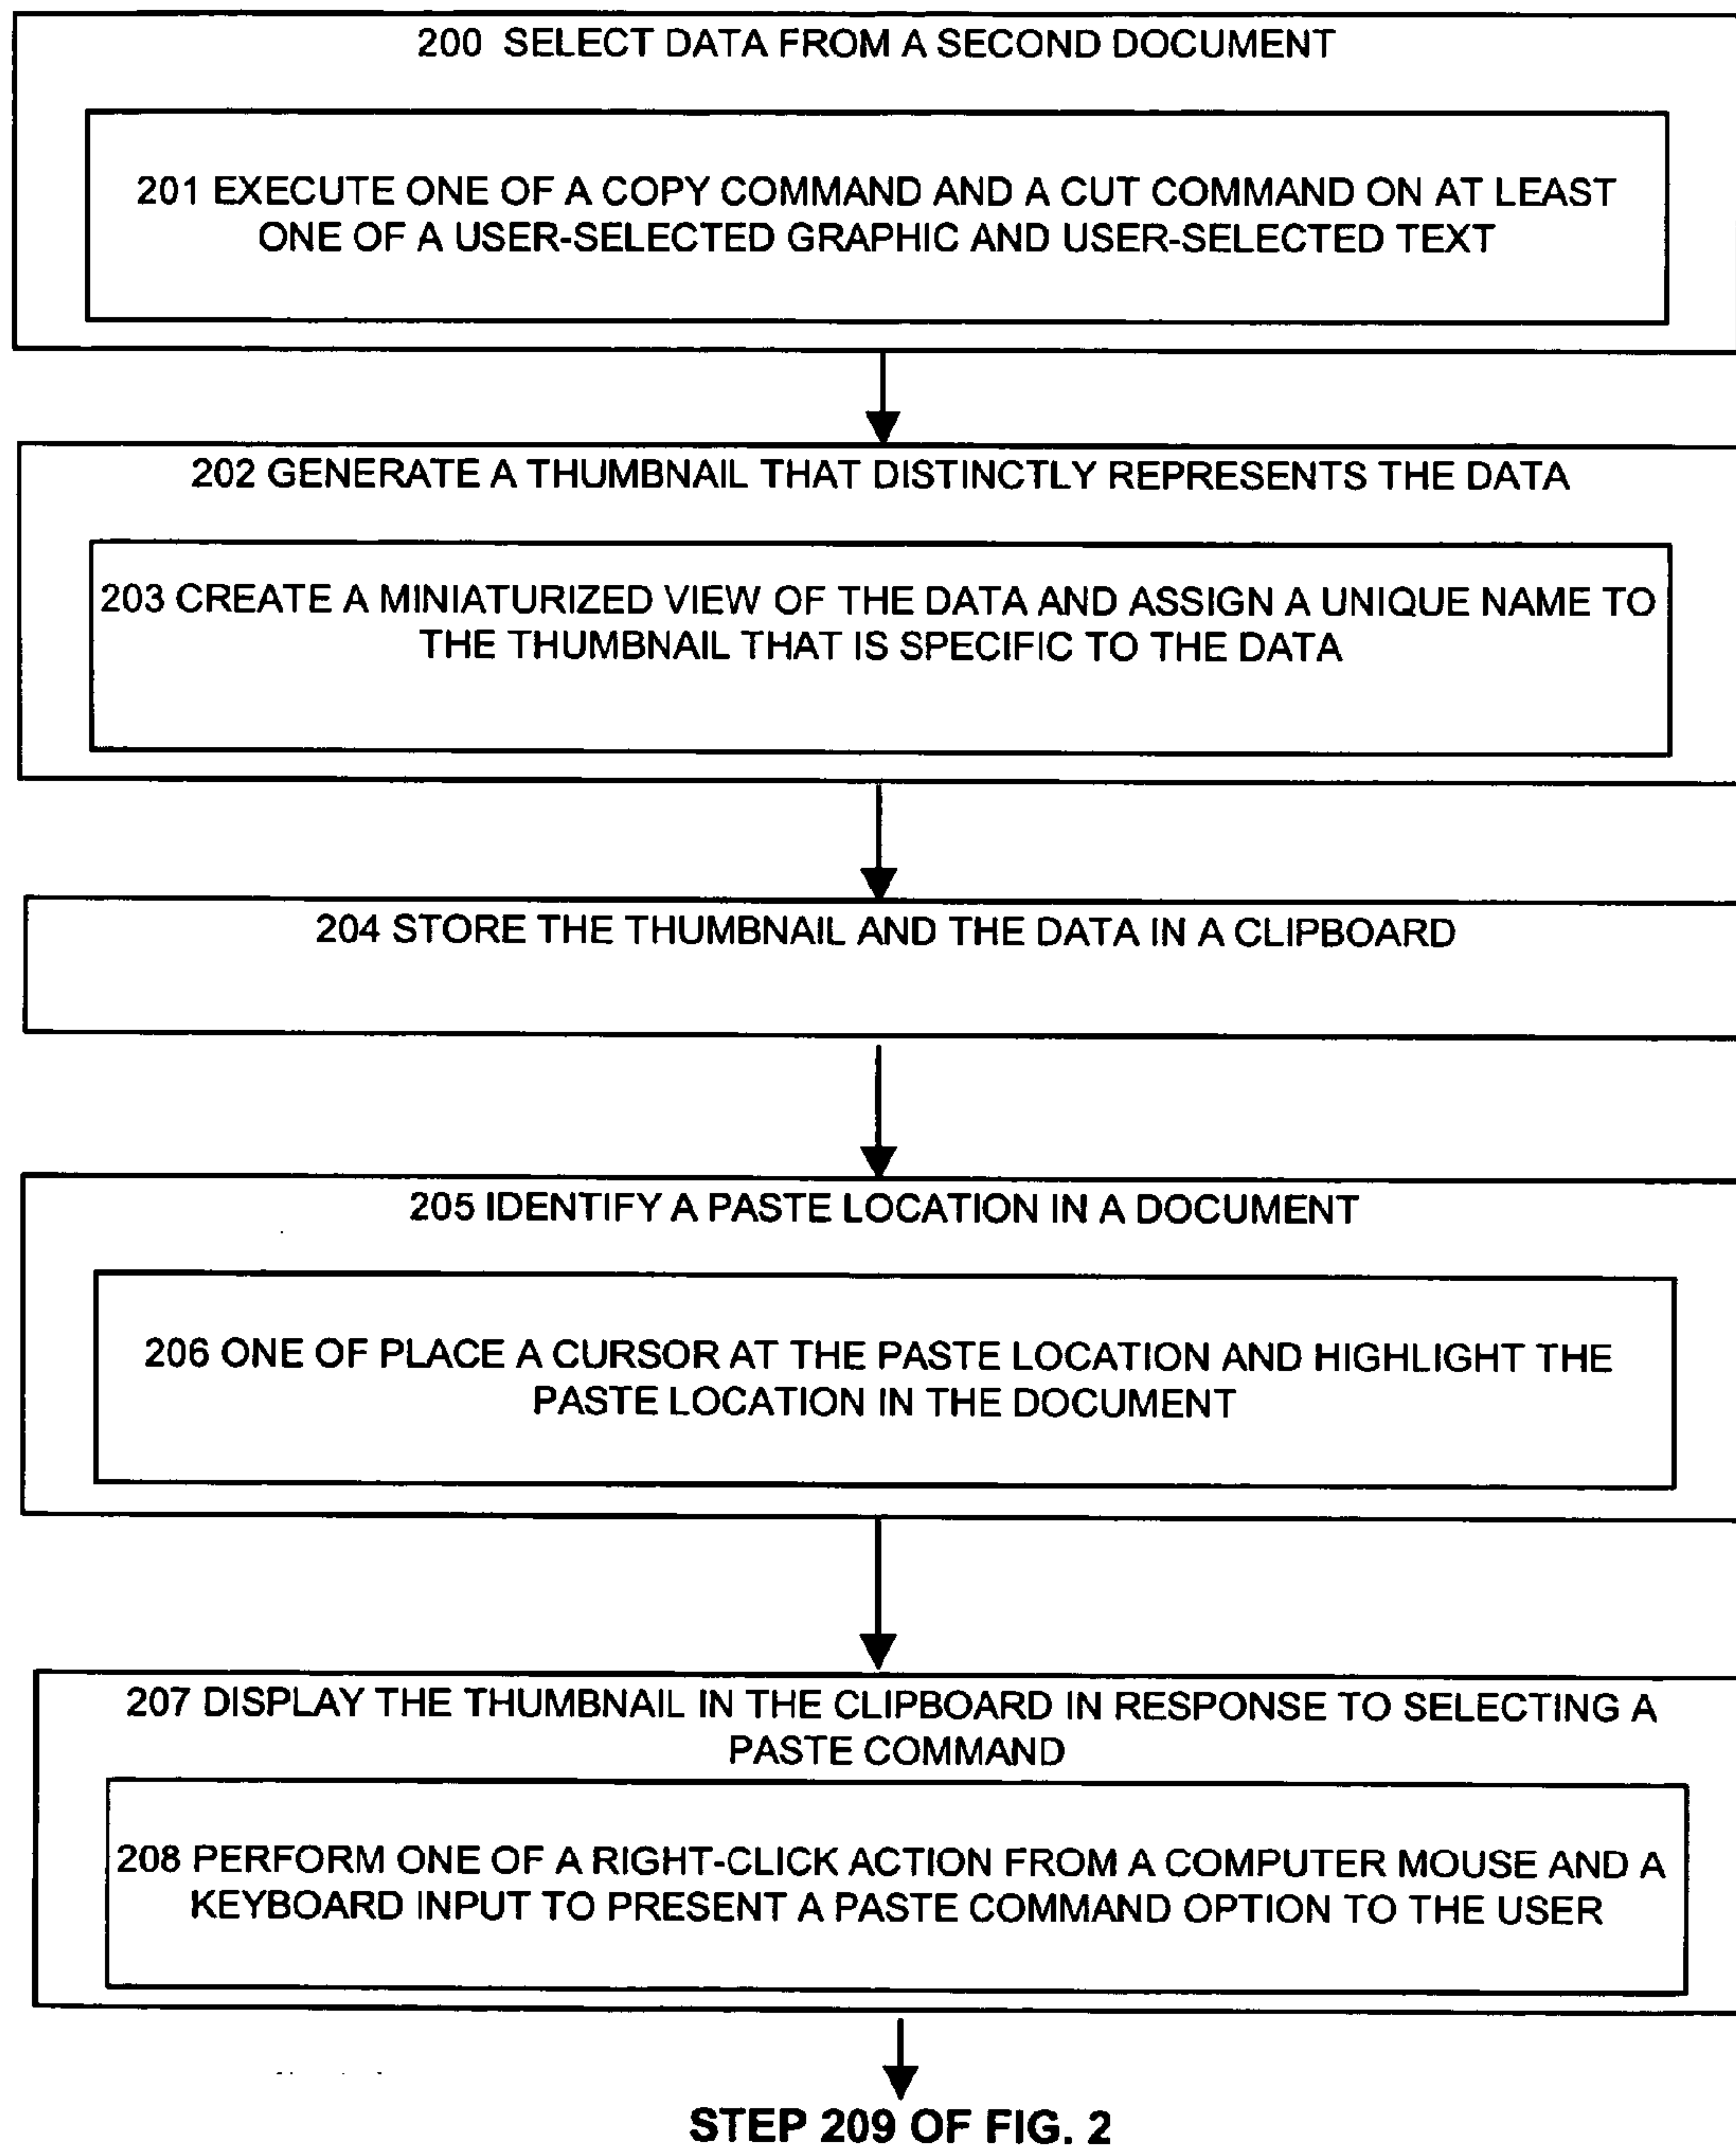 200 SELECT DATA FROM A SECOND DOCUMENT
201 EXECUTE ONE OF A COPY COMMAND AND A CUT COMMAND ON AT LEAST
ONE OF A USER-SELECTED GRAPHIC AND USER-SELECTED TEXT
202 GENERATE A THUMBNAIL THAT DISTINCTLY REPRESENTS THE DATA
203 CREATE A MINIATURIZED VIEW OF THE DATA AND ASSIGN A UNIQUE NAME TO
THE THUMBNAIL THAT IS SPECIFIC TO THE DATA
204 STORE THE THUMBNAIL AND THE DATA IN A CLIPBOARD
205 IDENTIFY A PASTE LOCATION IN A DOCUMENT
206 ONE OF PLACE A CURSOR AT THE PASTE LOCATION AND HIGHLIGHT THE
PASTE LOCATION IN THE DOCUMENT
207 DISPLAY THE THUMBNAIL IN THE CLIPBOARD IN RESPONSE TO SELECTING A
PASTE COMMAND
208 PERFORM ONE OF A RIGHT-CLICK ACTION FROM A COMPUTER MOUSE AND A
KEYBOARD INPUT TO PRESENT A PASTE COMMAND OPTION TO THE USER
STEP 209 OF FIG. 2